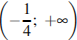 (-1/4; +∞)